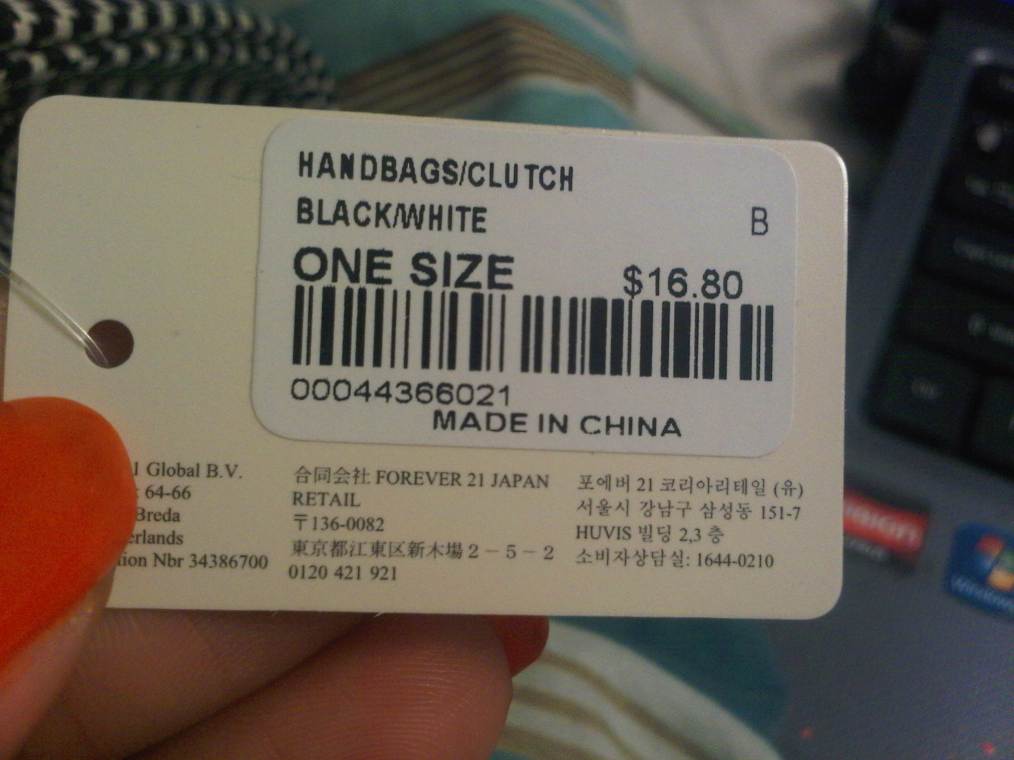 HANDBAGS/CLUTCH
BLACK/WHITE
B
ONE SIZE $16.80
00044366021
MADE IN CHINA
Global B.V.
64-66
Breda
Nbr 34386700
合同会社 FOREVER 21 JAPAN
RETAIL
〒136-0082
東京都江東区新木場2-5-2
0120 421 921
포에버 21 코리아리테일 (유)
서울시 강남구 삼성동 151-7
HUVIS 빌딩 2,3 층
소비자상담실: 1644-0210